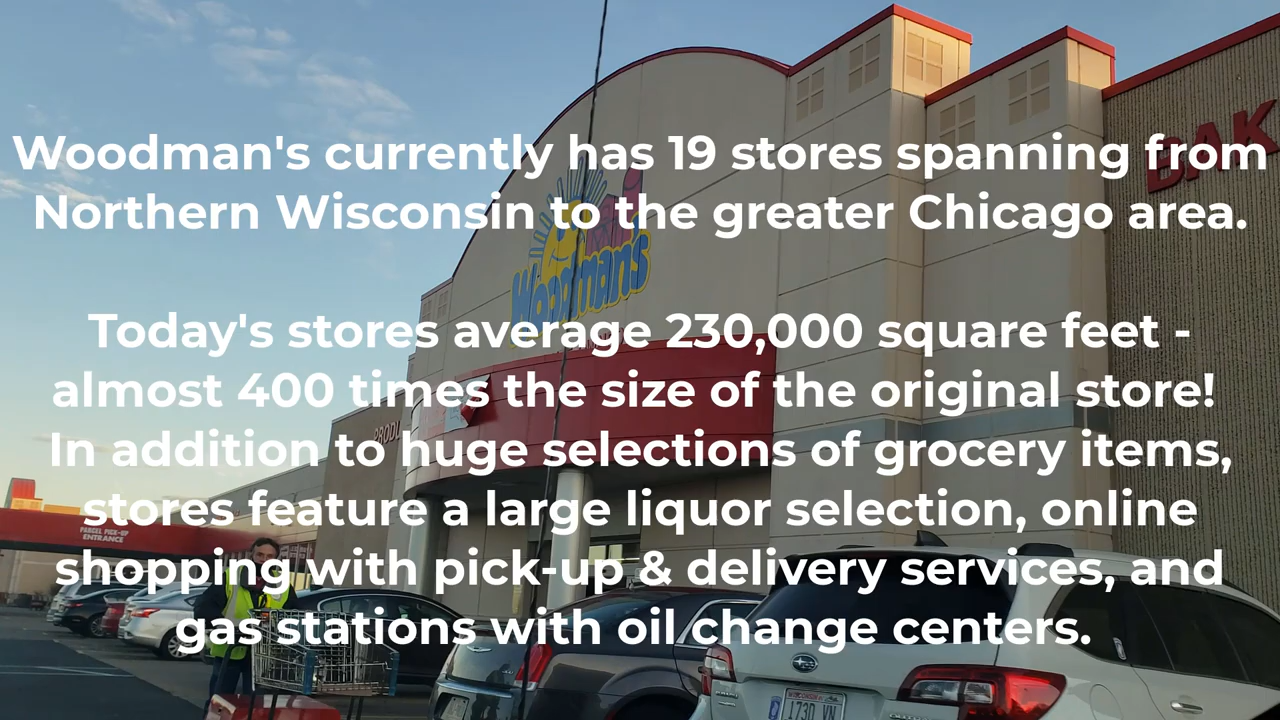 Woodman's currently has 19 stores spanning from
Northern Wisconsin to the greater Chicago area.
Today's stores average 230,000 square feet -
almost 400 times the size of the original store!
In addition to huge selections of grocery items,
stores feature a large liquor selection, online
shopping with pick-up & delivery services, and
gas stations with oil change centers.
Woodman's
BAK
PRODU
PARCEL PICK-UP
ENTRANCE